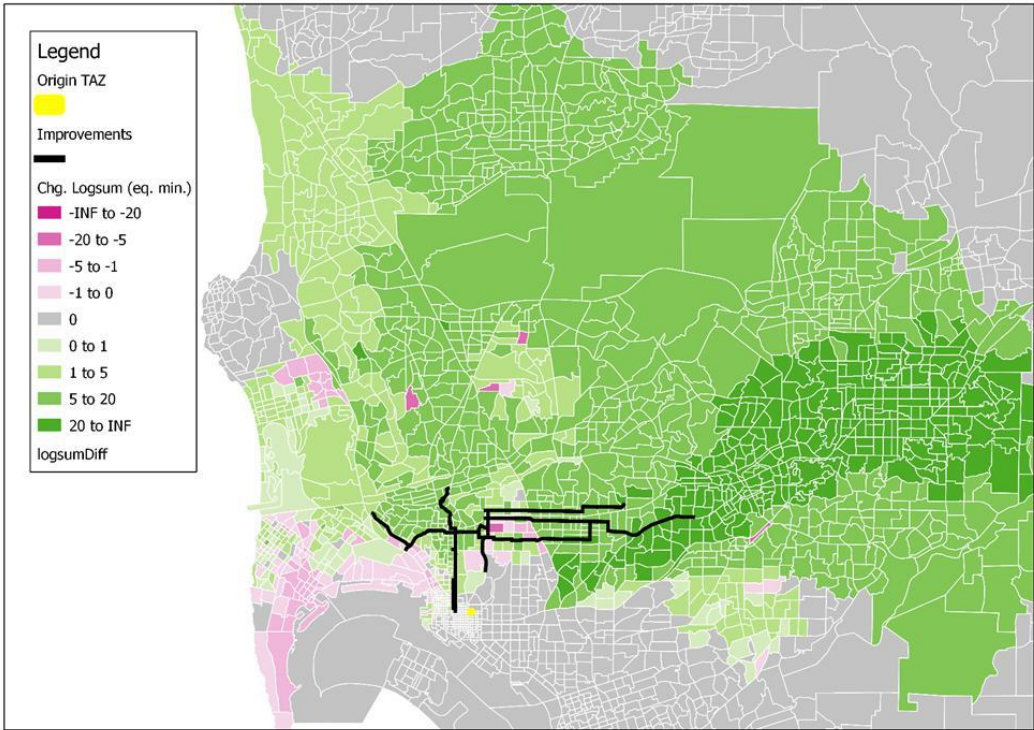 Legend
Origin TAZ
Improvements
Chg. Logsum (eq. min.)
-INF to -20
-20 to -5
-5 to -1
-1 to 0
0
0 to 1
1 to 5
5 to 20
20 to INF
logsumDiff